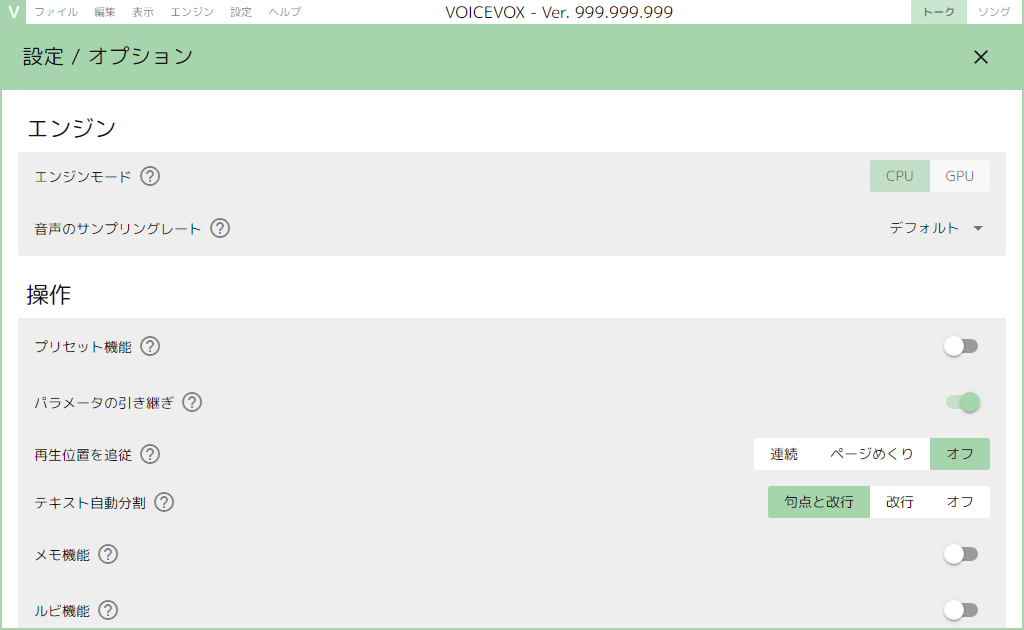 V ファイル 編集 表示 エンジン 設定 ヘルプ VOICEVOX - Ver. 999.999.999 トーク ソング
設定 / オプション
エンジン
エンジンモード CPU GPU
音声のサンプリングレート デフォルト
操作
プリセット機能
パラメータの引き継ぎ
再生位置を追従 連続 ページめくり オフ
テキスト自動分割 句点と改行 改行 オフ
メモ機能
ルビ機能